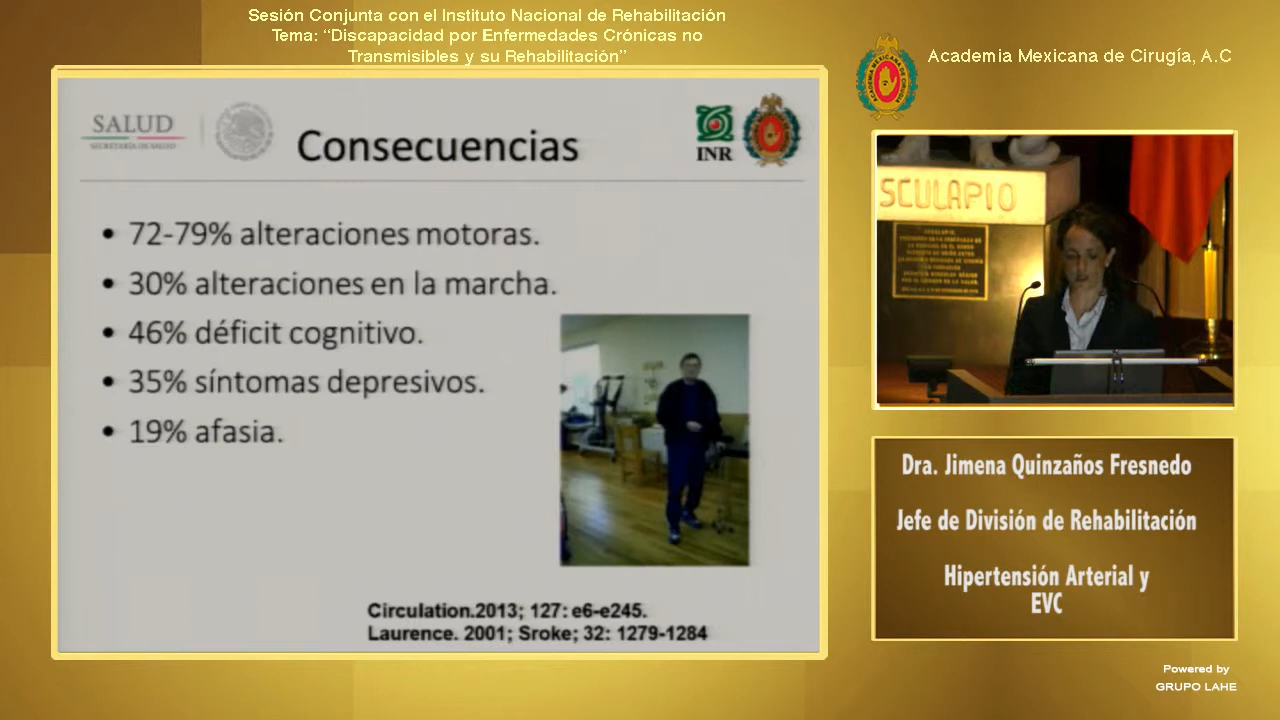 Sesión Conjunta con el Instituto Nacional de Rehabilitación
Tema: “Discapacidad por Enfermedades Crónicas no
Transmisibles y su Rehabilitación”
Academia Mexicana de Cirugía, A.C
SALUD
SECRETARÍA DE SALUD
Consecuencias
INR
• 72-79% alteraciones motoras.
• 30% alteraciones en la marcha.
• 46% déficit cognitivo.
• 35% síntomas depresivos.
• 19% afasia.
Circulation.2013; 127: e6-e245.
Laurence. 2001; Sroke; 32: 1279-1284
SCULAPIO
Dra. Jimena Quinzaños Fresnedo
Jefe de División de Rehabilitación
Hipertensión Arterial y
EVC
Powered by
GRUPO LAHE